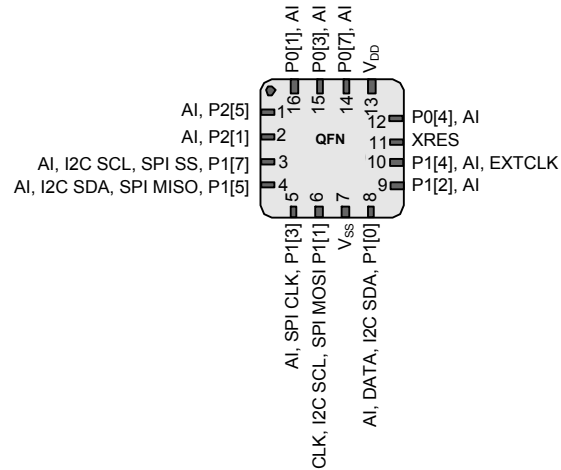 P0[1], AI
P0[3], AI
P0[7], AI
VDD
16
15
14
13
AI, P2[5]
1
AI, P2[1]
2
AI, I2C SCL, SPI SS, P1[7]
3
AI, I2C SDA, SPI MISO, P1[5]
4
QFN
12
P0[4], AI
11
XRES
10
P1[4], AI, EXTCLK
9
P1[2], AI
5
6
7
8
AI, SPI CLK, P1[3]
CLK, I2C SCL, SPI MOSI P1[1]
VSS
AI, DATA, I2C SDA, P1[0]